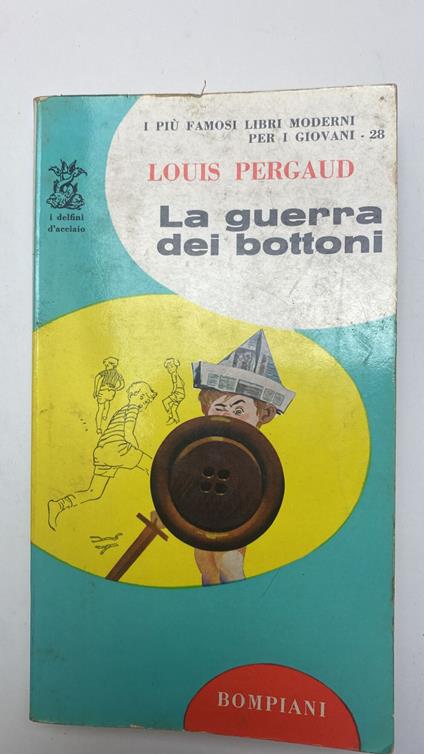 I PIÙ FAMOSI LIBRI MODERNI
PER I GIOVANI - 28
LOUIS PERGAUD
i delfini
d'acciaio
La guerra
dei bottoni
BOMPIANI